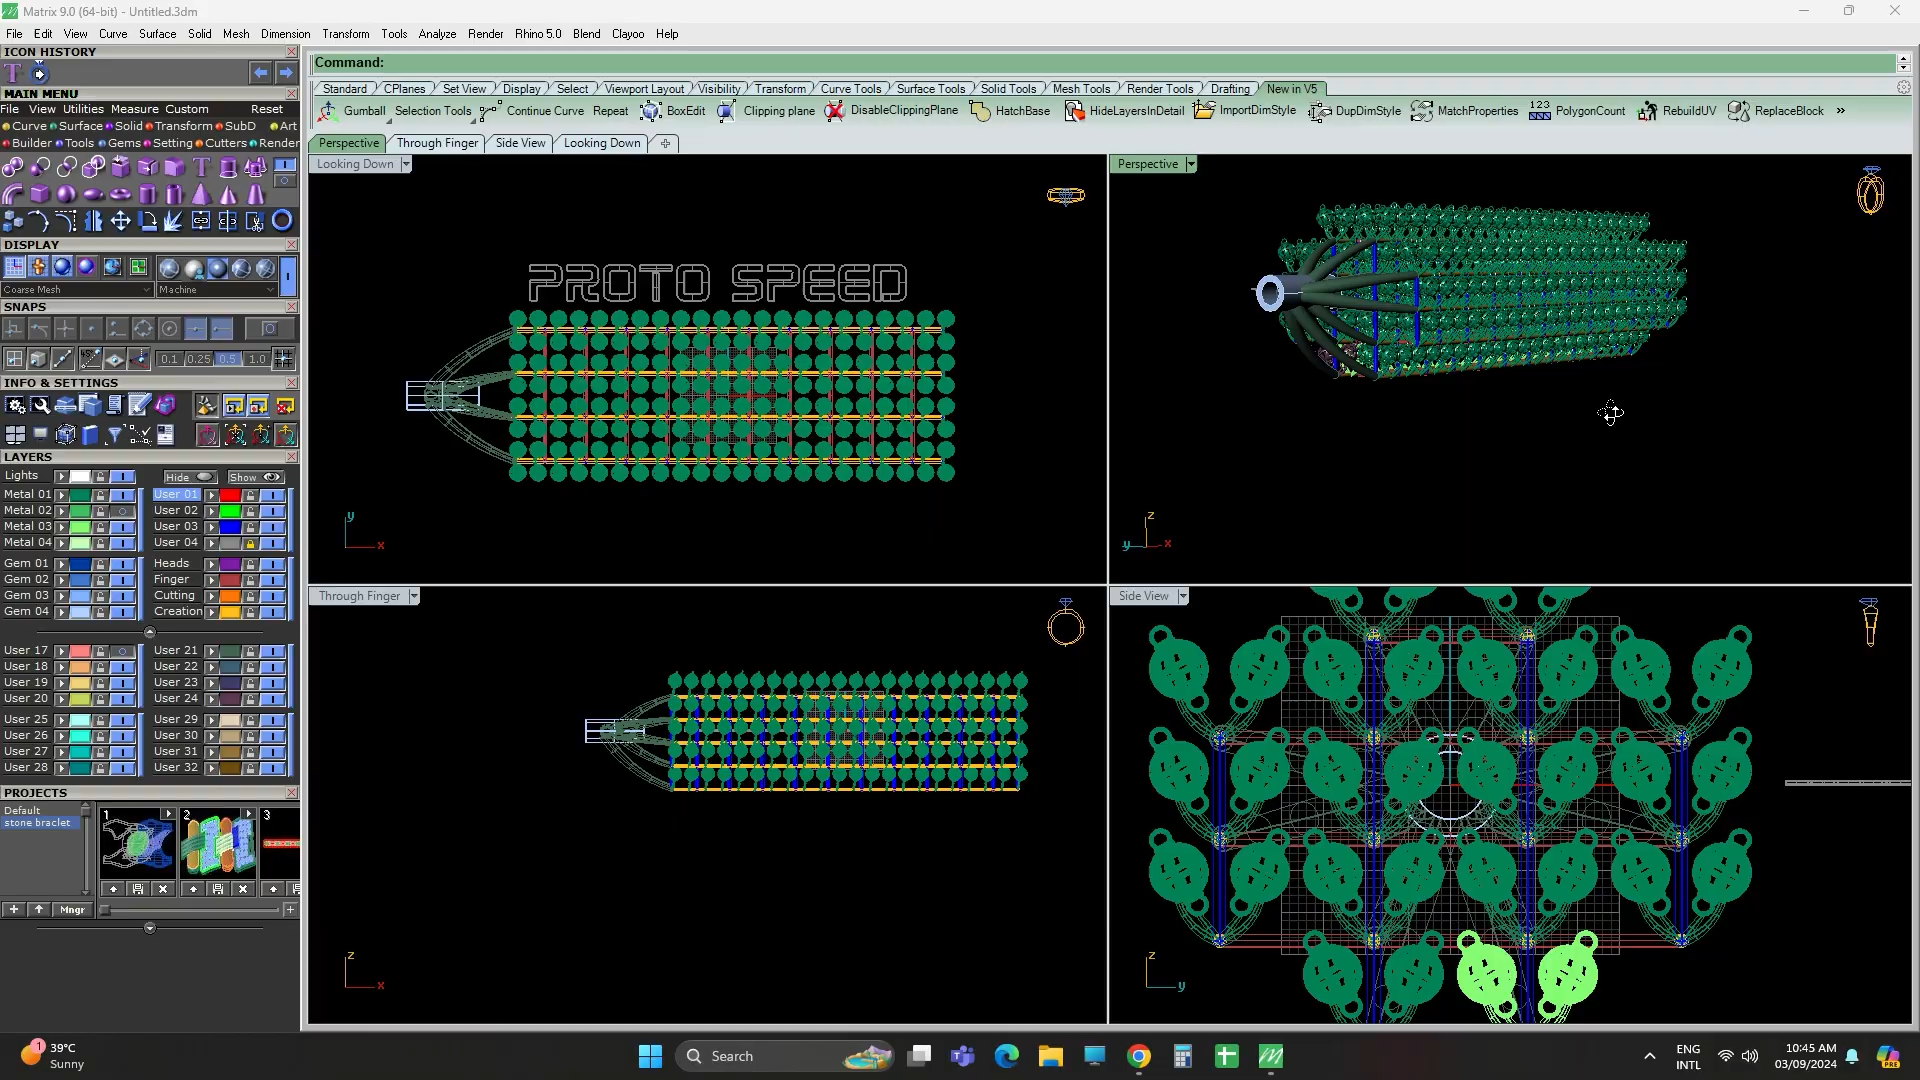 Matrix 9.0 (64-bit) - Untitled.3dm
File Edit View Curve Surface Solid Mesh Dimension Transform Tools Analyze Render Rhino 5.0 Blend Clayoo Help
ICON HISTORY
MAIN MENU
File View Utilities Measure Custom Reset
Curve Surface Solid Transform SubD Art
Builder Tools Gems Setting Cutters Render
DISPLAY
Coarse Mesh Machine
SNAPS
0.1 0.25 0.5 1.0
INFO & SETTINGS
LAYERS
Lights Hide Show
Metal 01 User 01
Metal 02 User 02
Metal 03 User 03
Metal 04 User 04
Gem 01 Heads
Gem 02 Finger
Gem 03 Cutting
Gem 04 Creation
User 17 User 21
User 18 User 22
User 19 User 23
User 20 User 24
User 25 User 29
User 26 User 30
User 27 User 31
User 28 User 32
PROJECTS
Default
stone braclet
1 2 3
Mngr
Command:
Standard CPlanes Set View Display Select Viewport Layout Visibility Transform Curve Tools Surface Tools Solid Tools Mesh Tools Render Tools Drafting New in V5
Gumball Selection Tools Continue Curve Repeat BoxEdit Clipping plane DisableClippingPlane HatchBase HideLayersInDetail ImportDimStyle DupDimStyle MatchProperties 123 PolygonCount RebuildUV ReplaceBlock »
Perspective Through Finger Side View Looking Down
Looking Down
PROTO SPEED
y
x
Perspective
z
y x
Through Finger
z
x
Side View
z
y
39°C
Sunny
1
Search
PRE
ENG
INTL
10:45 AM
03/09/2024